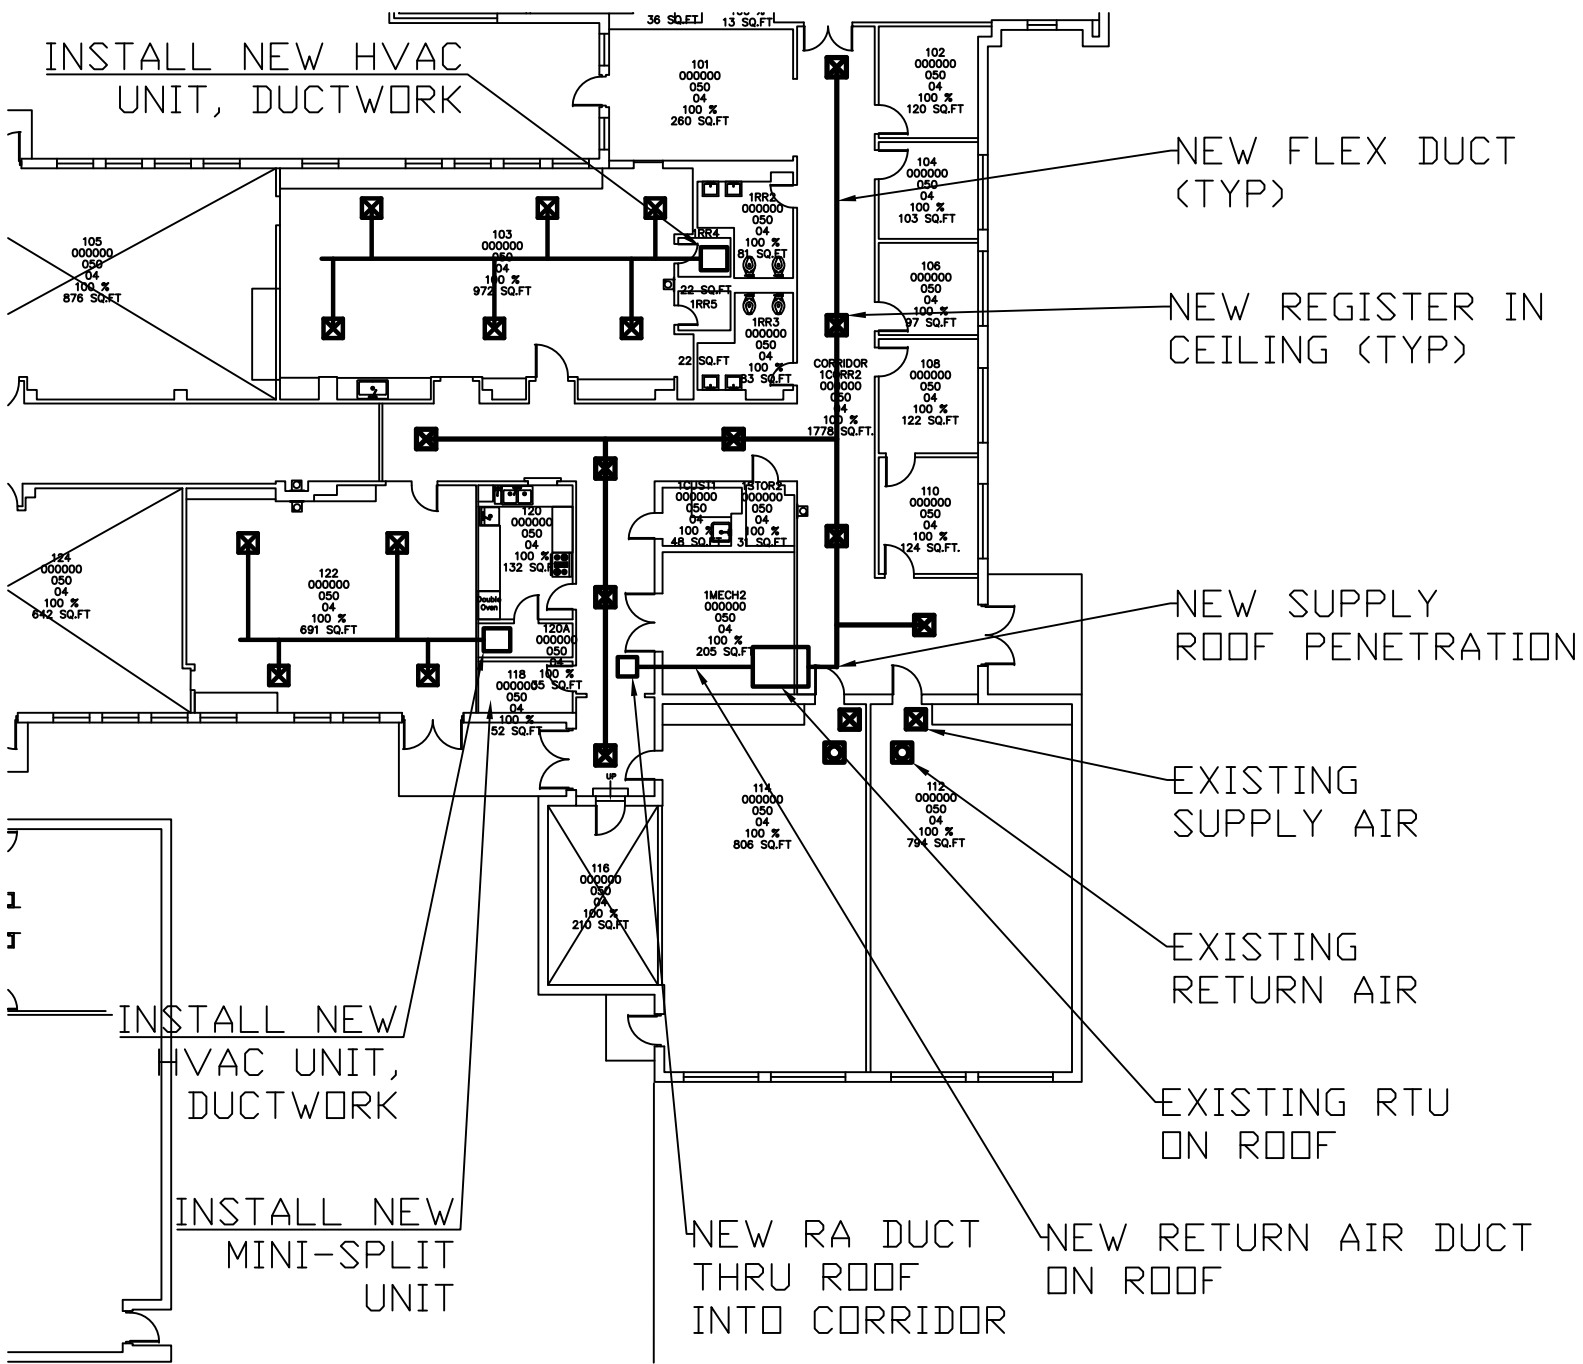 36 SQ.FT
13 SQ.FT
INSTALL NEW HVAC
UNIT, DUCTWORK
101
000000
050
04
100 %
260 SQ.FT
102
000000
050
04
100 %
120 SQ.FT
NEW FLEX DUCT
(TYP)
104
000000
050
04
100 %
103 SQ.FT
105
000000
050
04
100 %
876 SQ.FT
103
000000
050
04
100 %
972 SQ.FT
1RR2
000000
050
04
100 %
81 SQ.FT
1RR4
22 SQ.FT
1RR5
22 SQ.FT
1RR3
000000
050
04
100 %
83 SQ.FT
106
000000
050
04
100 %
97 SQ.FT
NEW REGISTER IN
CEILING (TYP)
CORRIDOR
1CORR2
000000
050
04
100 %
1778 SQ.FT.
108
000000
050
04
100 %
122 SQ.FT
110
000000
050
04
100 %
124 SQ.FT.
1CUST1
000000
050
04
100 %
48 SQ.FT
1STOR2
000000
050
04
100 %
31 SQ.FT
120
000000
050
04
100 %
132 SQ.FT
Double
Oven
124
000000
050
04
100 %
642 SQ.FT
122
000000
050
04
100 %
691 SQ.FT
120A
000000
050
04
100 %
55 SQ.FT
118
000000
050
04
100 %
52 SQ.FT
1MECH2
000000
050
04
100 %
205 SQ.FT
NEW SUPPLY
ROOF PENETRATION
UP
114
000000
050
04
100 %
806 SQ.FT
112
000000
050
04
100 %
794 SQ.FT
EXISTING
SUPPLY AIR
116
000000
050
04
100 %
210 SQ.FT
EXISTING
RETURN AIR
INSTALL NEW
HVAC UNIT,
DUCTWORK
EXISTING RTU
ON ROOF
INSTALL NEW
MINI-SPLIT
UNIT
NEW RA DUCT
THRU ROOF
INTO CORRIDOR
NEW RETURN AIR DUCT
ON ROOF